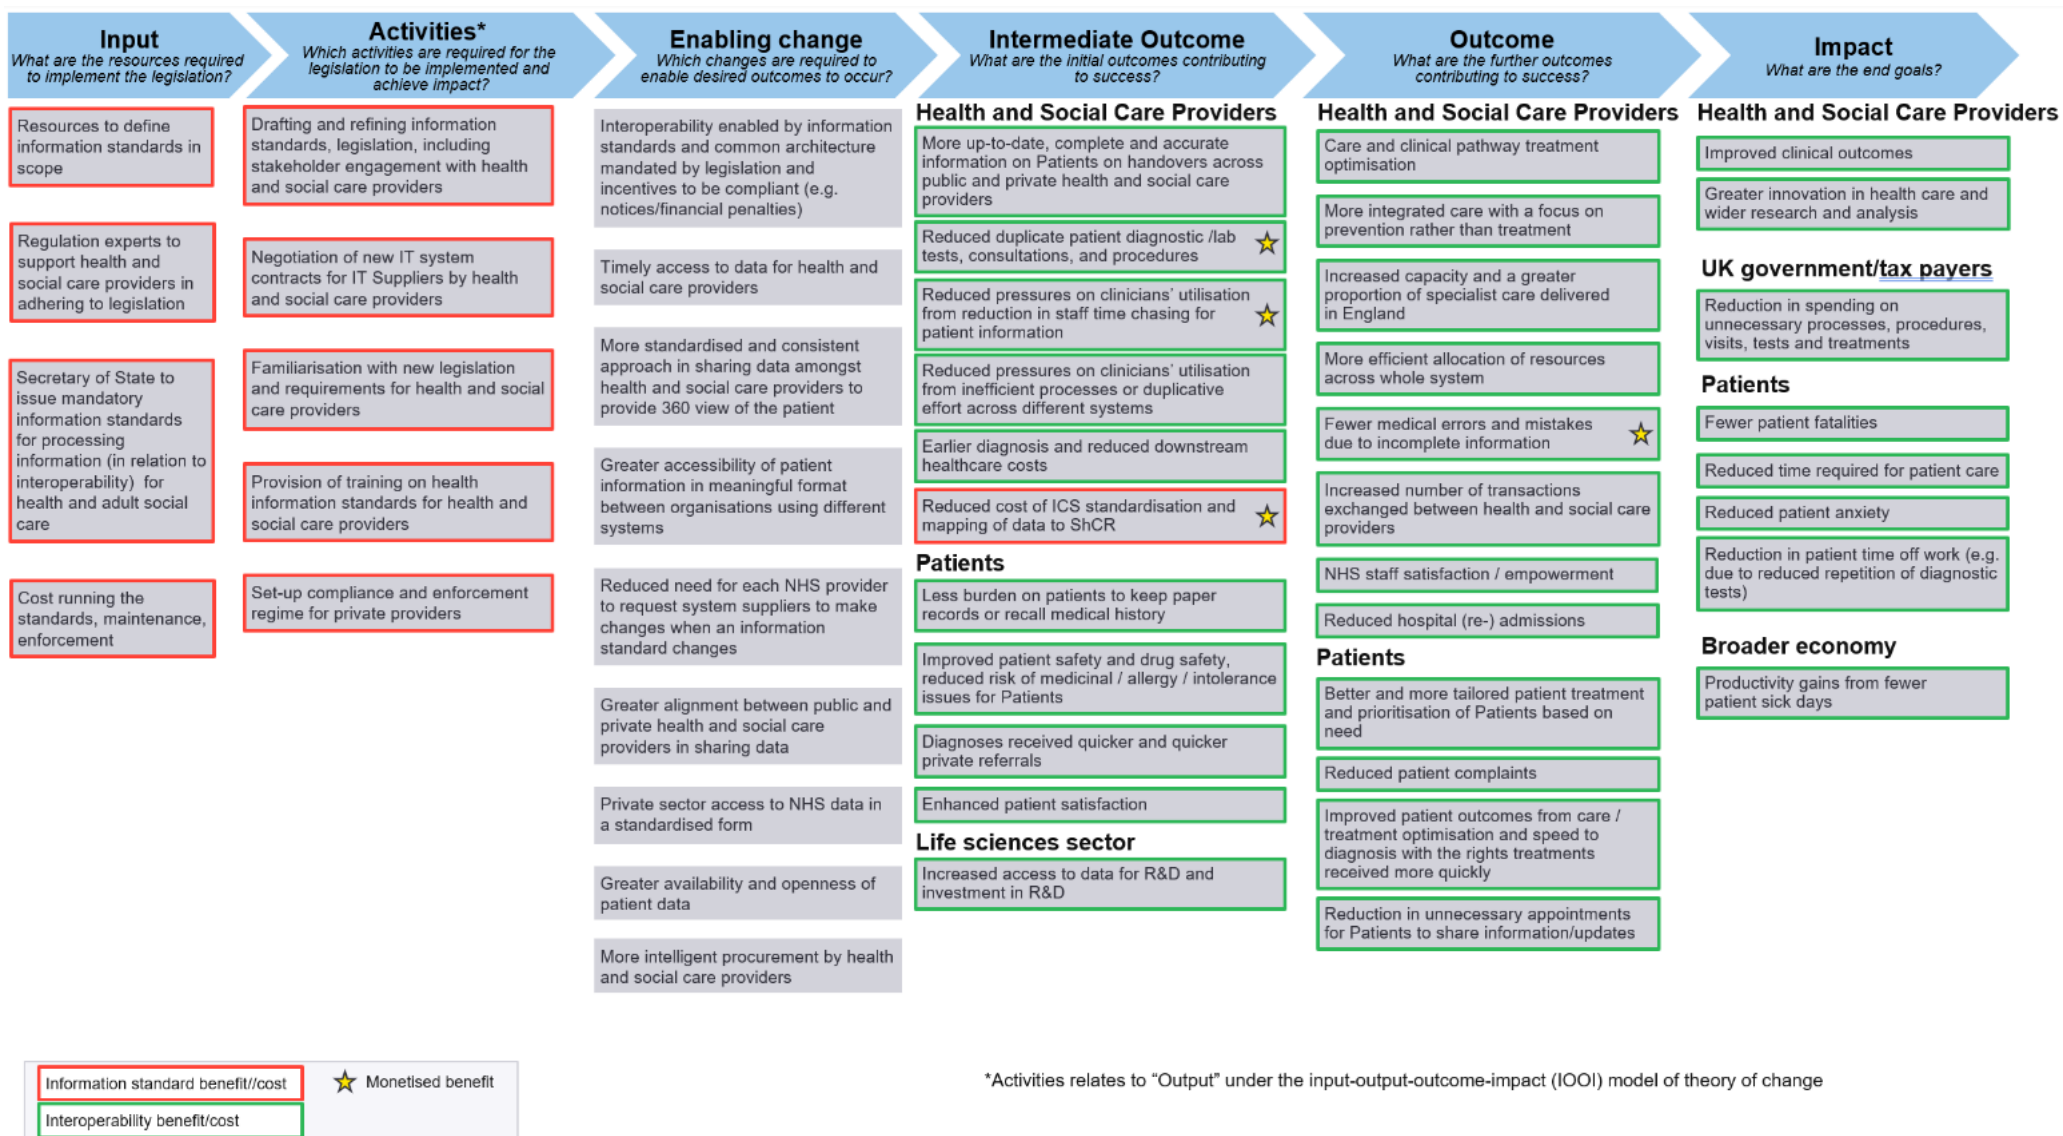 Input
What are the resources required
to implement the legislation?
Resources to define
information standards in
scope
Regulation experts to
support health and
social care providers in
adhering to legislation
Secretary of State to
issue mandatory
information standards
for processing
information (in relation to
interoperability) for
health and adult social
care
Cost running the
standards, maintenance,
enforcement
Activities*
Which activities are required for the
legislation to be implemented and
achieve impact?
Drafting and refining information
standards, legislation, including
stakeholder engagement with health
and social care providers
Negotiation of new IT system
contracts for IT Suppliers by health
and social care providers
Familiarisation with new legislation
and requirements for health and social
care providers
Provision of training on health
information standards for health and
social care providers
Set-up compliance and enforcement
regime for private providers
Enabling change
Which changes are required to
enable desired outcomes to occur?
Interoperability enabled by information
standards and common architecture
mandated by legislation and
incentives to be compliant (e.g.
notices/financial penalties)
Timely access to data for health and
social care providers
More standardised and consistent
approach in sharing data amongst
health and social care providers to
provide 360 view of the patient
Greater accessibility of patient
information in meaningful format
between organisations using different
systems
Reduced need for each NHS provider
to request system suppliers to make
changes when an information
standard changes
Greater alignment between public and
private health and social care
providers in sharing data
Private sector access to NHS data in
a standardised form
Greater availability and openness of
patient data
More intelligent procurement by health
and social care providers
Intermediate Outcome
What are the initial outcomes contributing
to success?
Health and Social Care Providers
More up-to-date, complete and accurate
information on Patients on handovers across
public and private health and social care
providers
Reduced duplicate patient diagnostic /lab
tests, consultations, and procedures
Reduced pressures on clinicians' utilisation
from reduction in staff time chasing for
patient information
Reduced pressures on clinicians' utilisation
from inefficient processes or duplicative
effort across different systems
Earlier diagnosis and reduced downstream
healthcare costs
Reduced cost of ICS standardisation and
mapping of data to ShCR
Patients
Less burden on patients to keep paper
records or recall medical history
Improved patient safety and drug safety,
reduced risk of medicinal / allergy / intolerance
issues for Patients
Diagnoses received quicker and quicker
private referrals
Enhanced patient satisfaction
Life sciences sector
Increased access to data for R&D and
investment in R&D
Outcome
What are the further outcomes
contributing to success?
Health and Social Care Providers
Care and clinical pathway treatment
optimisation
More integrated care with a focus on
prevention rather than treatment
Increased capacity and a greater
proportion of specialist care delivered
in England
More efficient allocation of resources
across whole system
Fewer medical errors and mistakes
due to incomplete information
Increased number of transactions
exchanged between health and social care
providers
NHS staff satisfaction / empowerment
Reduced hospital (re-) admissions
Patients
Better and more tailored patient treatment
and prioritisation of Patients based on
need
Reduced patient complaints
Improved patient outcomes from care /
treatment optimisation and speed to
diagnosis with the rights treatments
received more quickly
Reduction in unnecessary appointments
for Patients to share information/updates
Impact
What are the end goals?
Health and Social Care Providers
Improved clinical outcomes
Greater innovation in health care and
wider research and analysis
UK government/tax payers
Reduction in spending on
unnecessary processes, procedures,
visits, tests and treatments
Patients
Fewer patient fatalities
Reduced time required for patient care
Reduced patient anxiety
Reduction in patient time off work (e.g.
due to reduced repetition of diagnostic
tests)
Broader economy
Productivity gains from fewer
patient sick days
Information standard benefit//cost
Monetised benefit
Interoperability benefit/cost
*Activities relates to “Output” under the input-output-outcome-impact (IOOI) model of theory of change